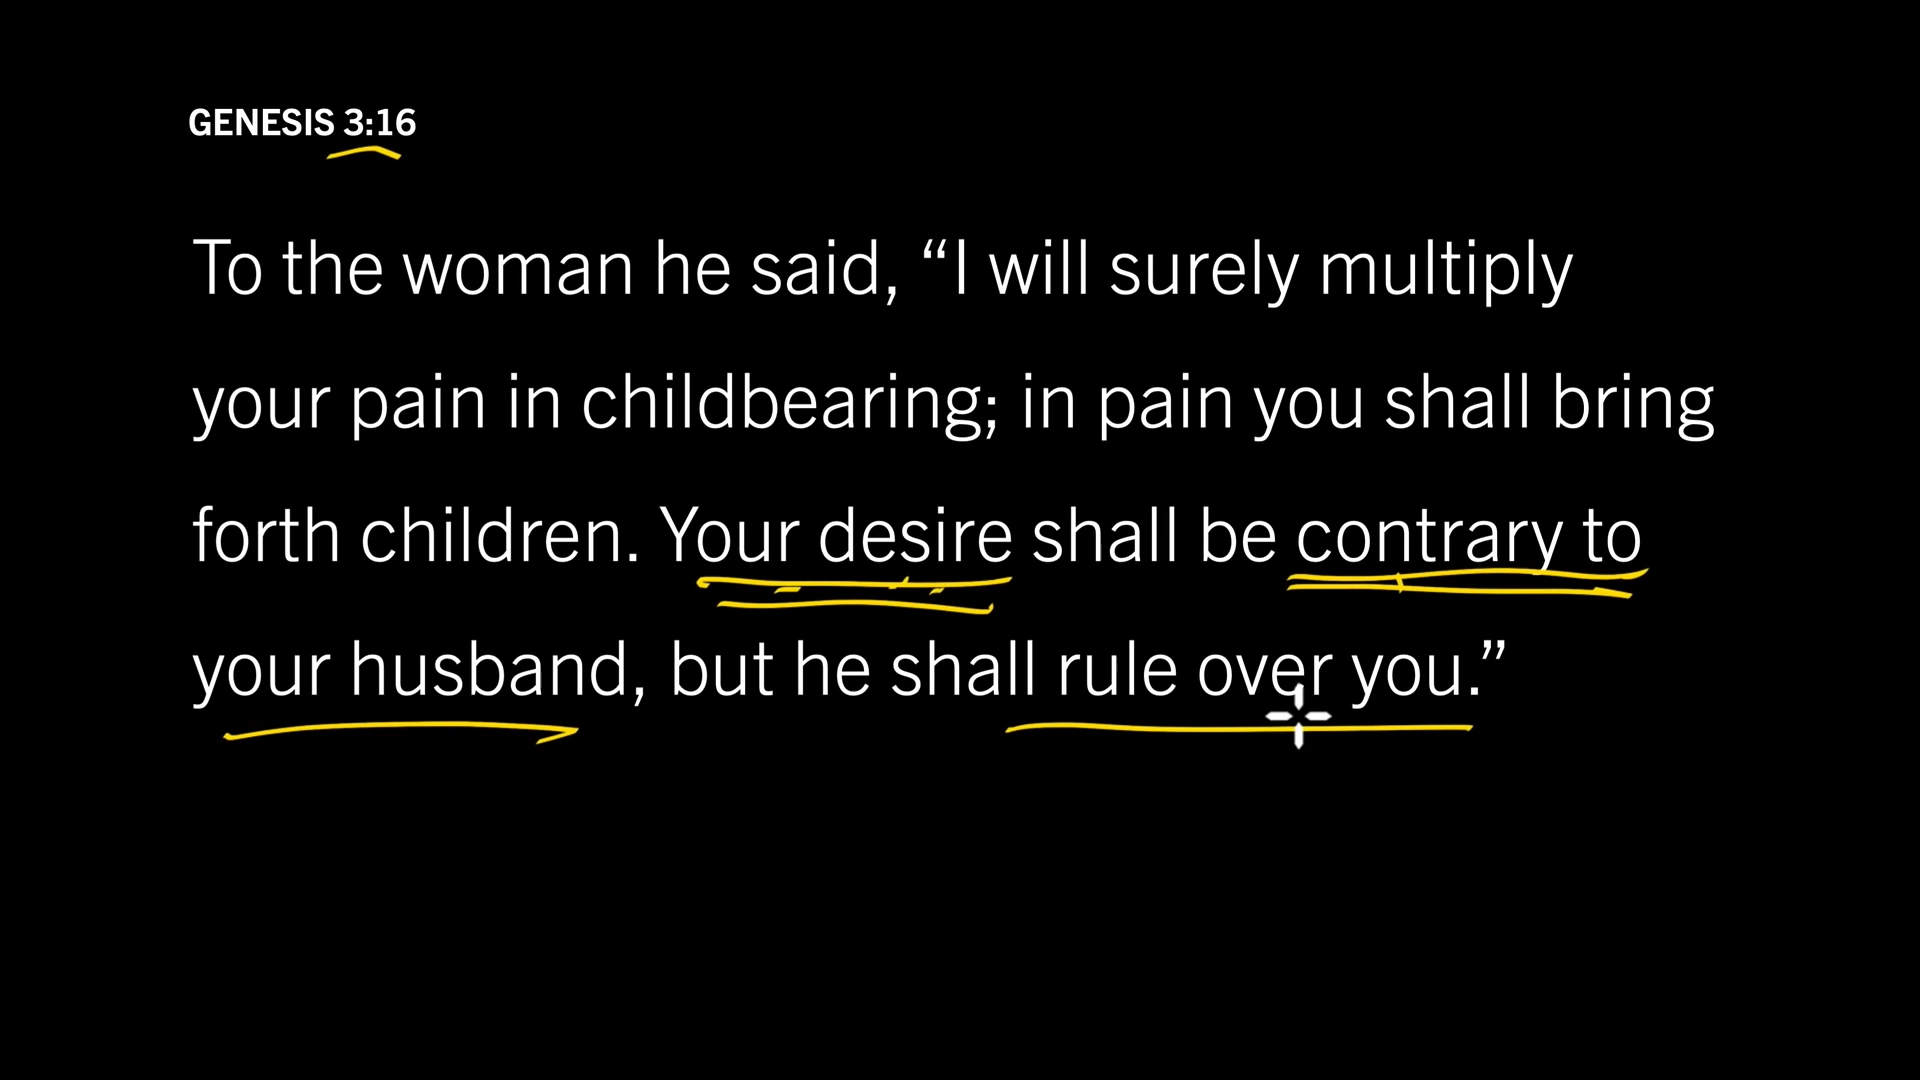 GENESIS 3:16
To the woman he said, “I will surely multiply
your pain in childbearing; in pain you shall bring
forth children. Your desire shall be contrary to
your husband, but he shall rule over you.”